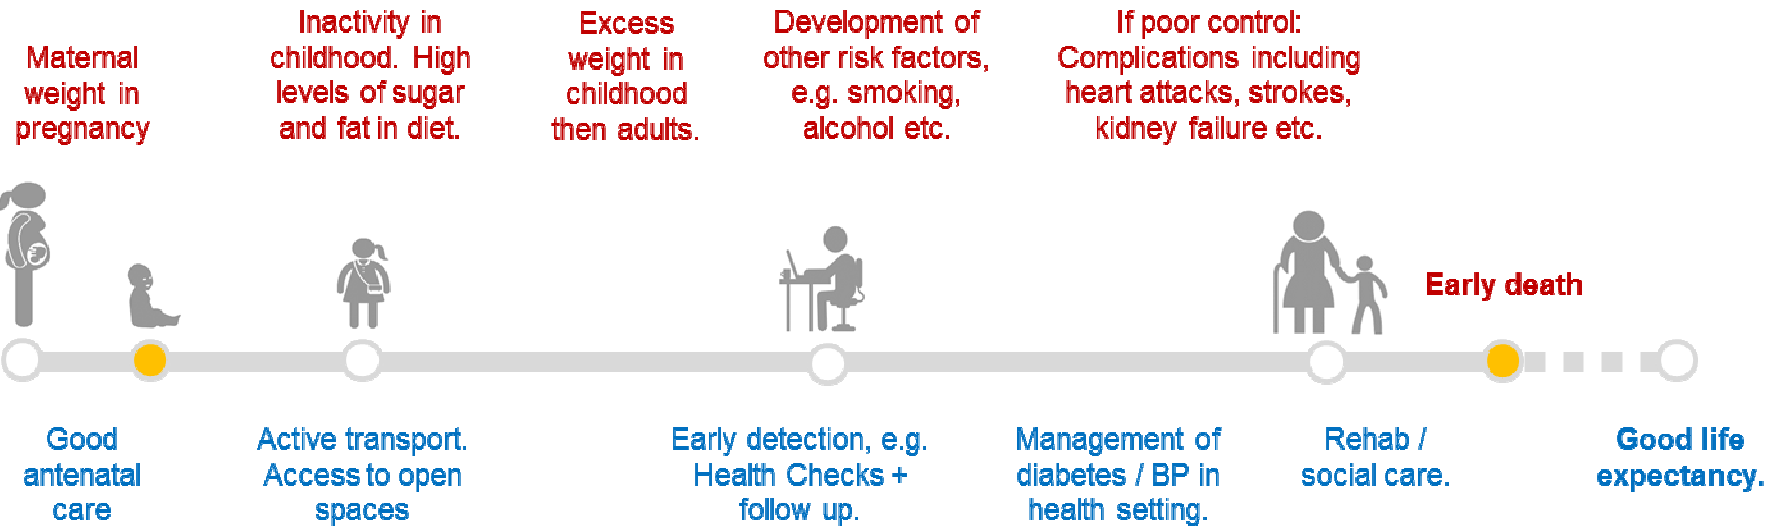 Maternal
weight in
pregnancy
Inactivity in
childhood. High
levels of sugar
and fat in diet.
Excess
weight in
childhood
then adults.
Development of
other risk factors,
e.g. smoking,
alcohol etc.
If poor control:
Complications including
heart attacks, strokes,
kidney failure etc.
Early death
Good
antenatal
care
Active transport.
Access to open
spaces
Early detection, e.g.
Health Checks +
follow up.
Management of
diabetes / BP in
health setting.
Rehab /
social care.
Good life
expectancy.